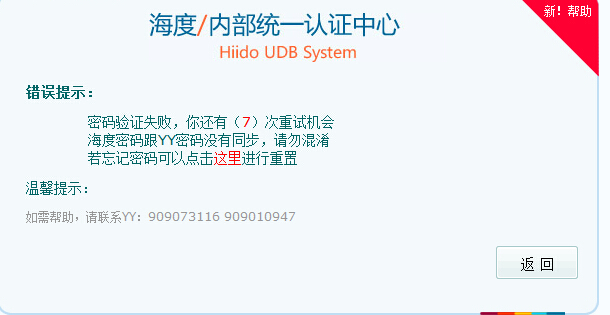 新！帮助
海度/内部统一认证中心
Hiido UDB System
错误提示：
密码验证失败，你还有（7）次重试机会
海度密码跟YY密码没有同步，请勿混淆
若忘记密码可以点击这里进行重置
温馨提示：
如需帮助，请联系YY：909073116 909010947
返 回